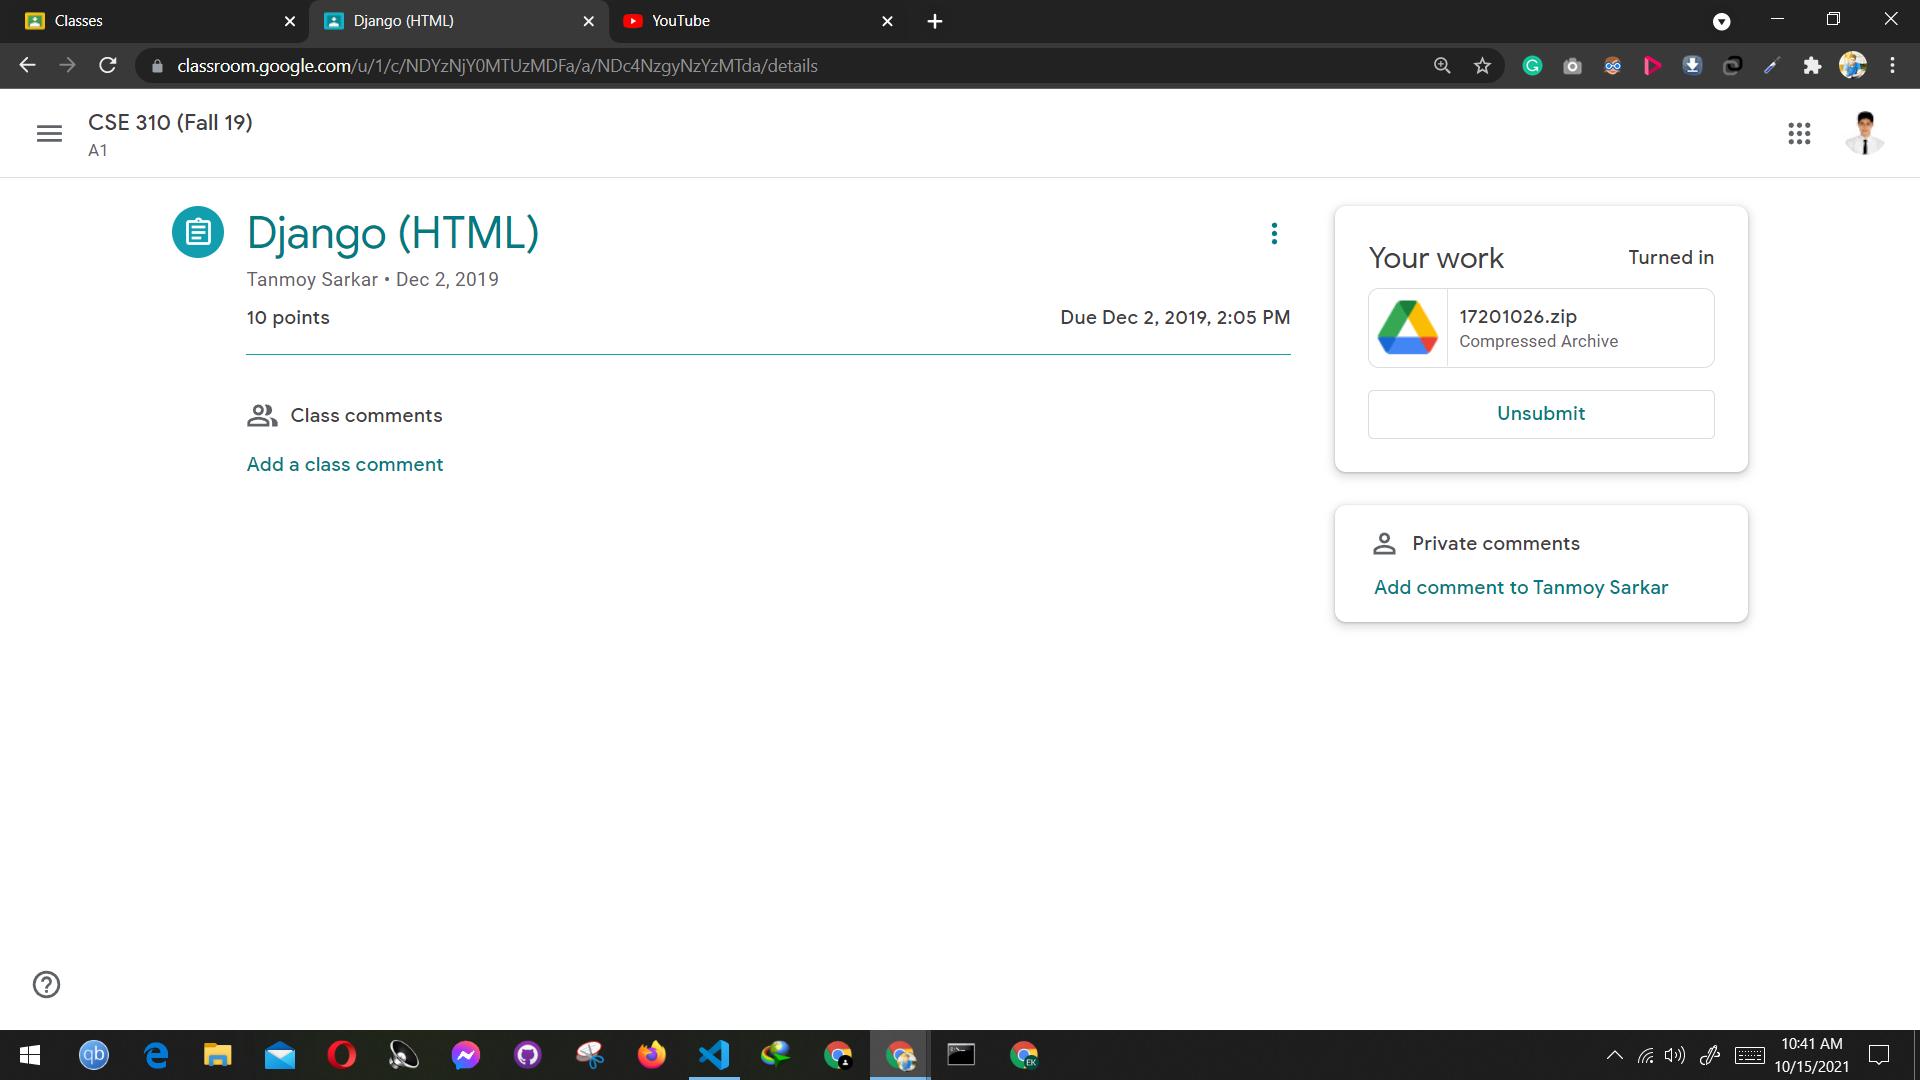 Classes
Django (HTML)
YouTube
classroom.google.com/u/1/c/NDYzNjY0MTUzMDFa/a/NDc4NzgyNzYzMTda/details
CSE 310 (Fall 19)
A1
Django (HTML)
Tanmoy Sarkar • Dec 2, 2019
10 points
Due Dec 2, 2019, 2:05 PM
Class comments
Add a class comment
Your work
Turned in
17201026.zip
Compressed Archive
Unsubmit
Private comments
Add comment to Tanmoy Sarkar
qb
EK
10:41 AM
10/15/2021